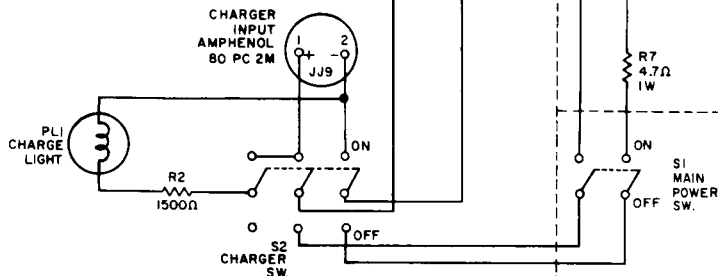 CHARGER
INPUT
AMPHENOL
80 PC 2M
1
2
+
-
JJ9
R7
4.7Ω
1W
PL1
CHARGE
LIGHT
R2
1500Ω
ON
OFF
S2
CHARGER
SW
ON
OFF
S1
MAIN
POWER
SW.